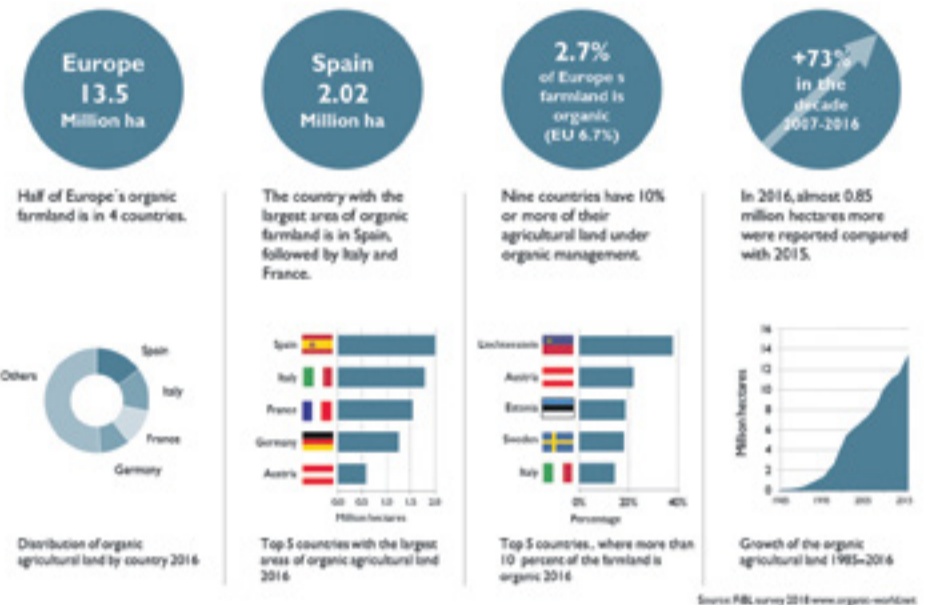 Europe
13.5
Million ha
Spain
2.02
Million ha
2.7%
of Europe s
farmland is
organic
(EU 6.7%)
+73%
in the
decade
2007-2016
Half of Europe´s organic
farmland is in 4 countries.
The country with the
largest area of organic
farmland is in Spain,
followed by Italy and
France.
Nine countries have 10%
or more of their
agricultural land under
organic management.
In 2016, almost 0.85
million hectares more
were reported compared
with 2015.
Others
Spain
Italy
France
Germany
Distribution of organic
agricultural land by country 2016
Spain
Italy
France
Germany
Austria
0.0 0.5 1.0 1.5 2.0
Million hectares
Top 5 countries with the largest
areas of organic agricultural land
2016
Liechtenstein
Austria
Estonia
Sweden
Italy
0% 20% 40%
Percentage
Top 5 countries, where more than
10 percent of the farmland is
organic 2016
Million hectares
16
14
12
10
8
6
4
2
0
1985 1995 2005 2015
Growth of the organic
agricultural land 1985–2016
Source: FiBL survey 2018 www.organic-world.net